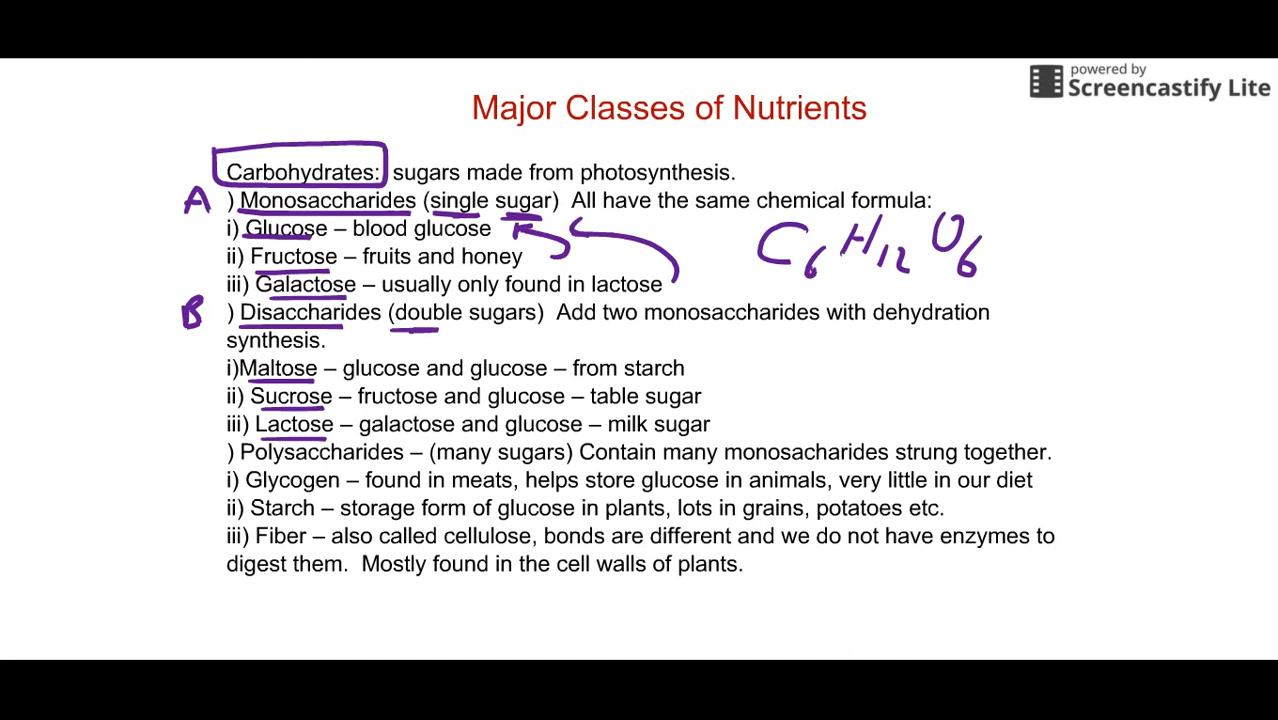 powered by
Screencastify Lite
Major Classes of Nutrients
Carbohydrates: sugars made from photosynthesis.
A ) Monosaccharides (single sugar) All have the same chemical formula:
i) Glucose – blood glucose
C6H12O6
ii) Fructose – fruits and honey
iii) Galactose – usually only found in lactose
B ) Disaccharides (double sugars) Add two monosaccharides with dehydration
synthesis.
i)Maltose – glucose and glucose – from starch
ii) Sucrose – fructose and glucose – table sugar
iii) Lactose – galactose and glucose – milk sugar
) Polysaccharides – (many sugars) Contain many monosacharides strung together.
i) Glycogen – found in meats, helps store glucose in animals, very little in our diet
ii) Starch – storage form of glucose in plants, lots in grains, potatoes etc.
iii) Fiber – also called cellulose, bonds are different and we do not have enzymes to
digest them. Mostly found in the cell walls of plants.